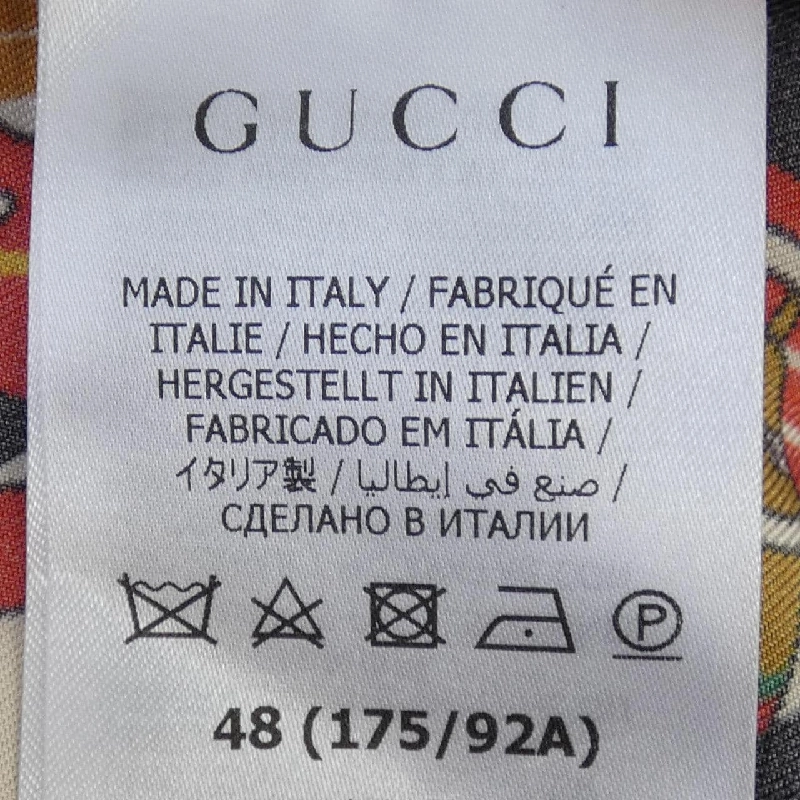 GUCCI
MADE IN ITALY / FABRIQUÉ EN
ITALIE / HECHO EN ITALIA /
HERGESTELLT IN ITALIEN /
FABRICADO EM ITÁLIA /
イタリア製 / صنع في إيطاليا /
СДЕЛАНО В ИТАЛИИ
P
48 (175/92A)